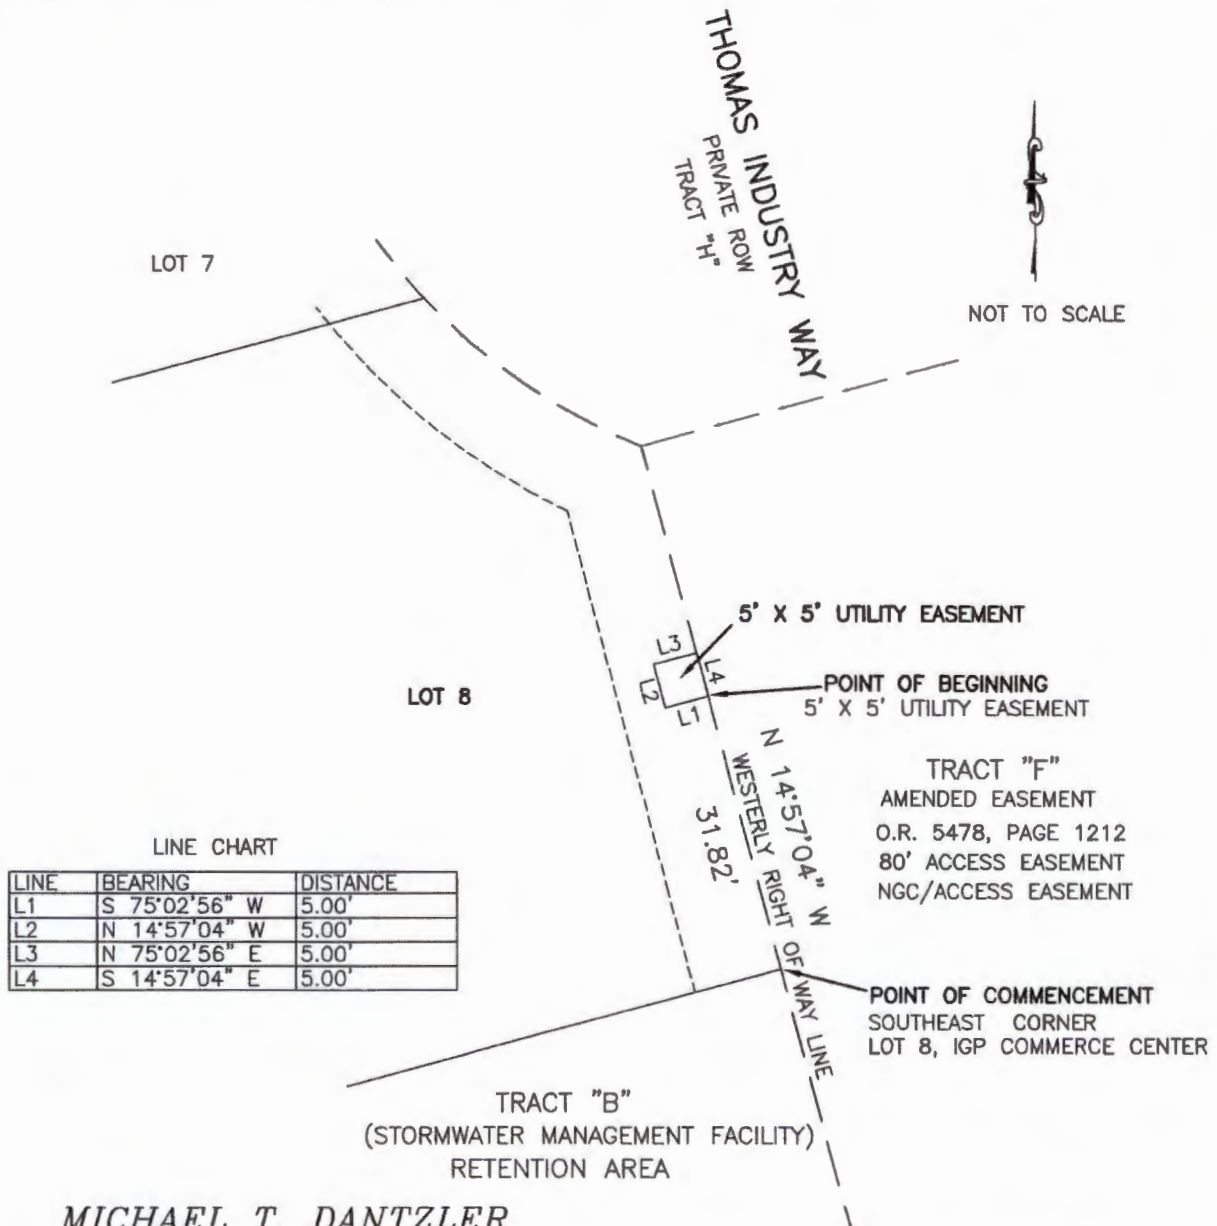 THOMAS INDUSTRY WAY
PRIVATE ROW
TRACT "H"
LOT 7
NOT TO SCALE
5' X 5' UTILITY EASEMENT
L3
L4
L2
L1
POINT OF BEGINNING
5' X 5' UTILITY EASEMENT
LOT 8
N 14°57'04" W
WESTERLY RIGHT OF WAY LINE
31.82'
TRACT "F"
AMENDED EASEMENT
O.R. 5478, PAGE 1212
80' ACCESS EASEMENT
NGC/ACCESS EASEMENT
LINE CHART
LINE BEARING DISTANCE
L1 S 75°02'56" W 5.00'
L2 N 14°57'04" W 5.00'
L3 N 75°02'56" E 5.00'
L4 S 14°57'04" E 5.00'
POINT OF COMMENCEMENT
SOUTHEAST CORNER
LOT 8, IGP COMMERCE CENTER
TRACT "B"
(STORMWATER MANAGEMENT FACILITY)
RETENTION AREA
MICHAEL T. DANTZLER